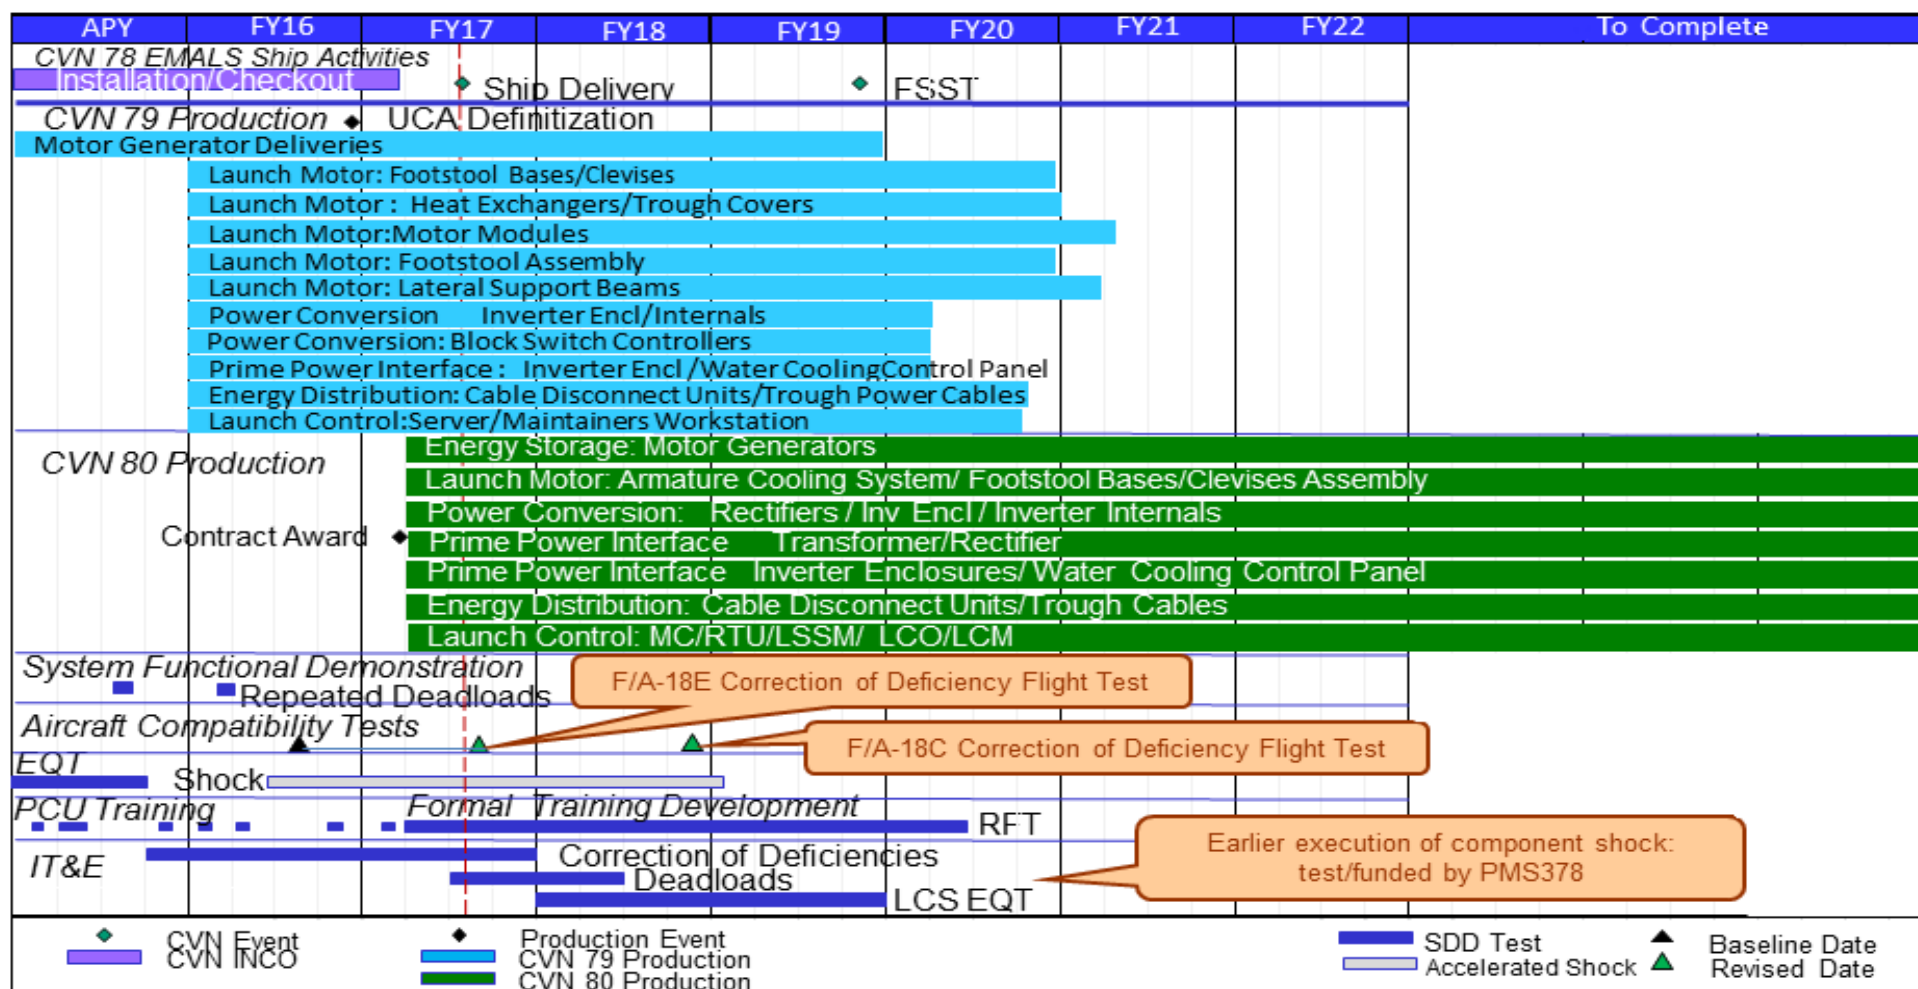 APY FY16 FY17 FY18 FY19 FY20 FY21 FY22 To Complete
CVN 78 EMALS Ship Activities
Installation/Checkout
Ship Delivery
FSST
CVN 79 Production
UCA Definitization
Motor Generator Deliveries
Launch Motor: Footstool Bases/Clevises
Launch Motor : Heat Exchangers/Trough Covers
Launch Motor:Motor Modules
Launch Motor: Footstool Assembly
Launch Motor: Lateral Support Beams
Power Conversion Inverter Encl/Internals
Power Conversion: Block Switch Controllers
Prime Power Interface : Inverter Encl /Water CoolingControl Panel
Energy Distribution: Cable Disconnect Units/Trough Power Cables
Launch Control:Server/Maintainers Workstation
CVN 80 Production
Energy Storage: Motor Generators
Launch Motor: Armature Cooling System/ Footstool Bases/Clevises Assembly
Power Conversion: Rectifiers / Inv Encl / Inverter Internals
Contract Award
Prime Power Interface Transformer/Rectifier
Prime Power Interface Inverter Enclosures/ Water Cooling Control Panel
Energy Distribution: Cable Disconnect Units/Trough Cables
Launch Control: MC/RTU/LSSM/ LCO/LCM
System Functional Demonstration
Repeated Deadloads
F/A-18E Correction of Deficiency Flight Test
Aircraft Compatibility Tests
F/A-18C Correction of Deficiency Flight Test
EQT
Shock
PCU Training
Formal Training Development
RFT
IT&E
Correction of Deficiencies
Deadloads
LCS EQT
Earlier execution of component shock:
test/funded by PMS378
CVN Event
CVN INCO
Production Event
CVN 79 Production
CVN 80 Production
SDD Test
Accelerated Shock
Baseline Date
Revised Date